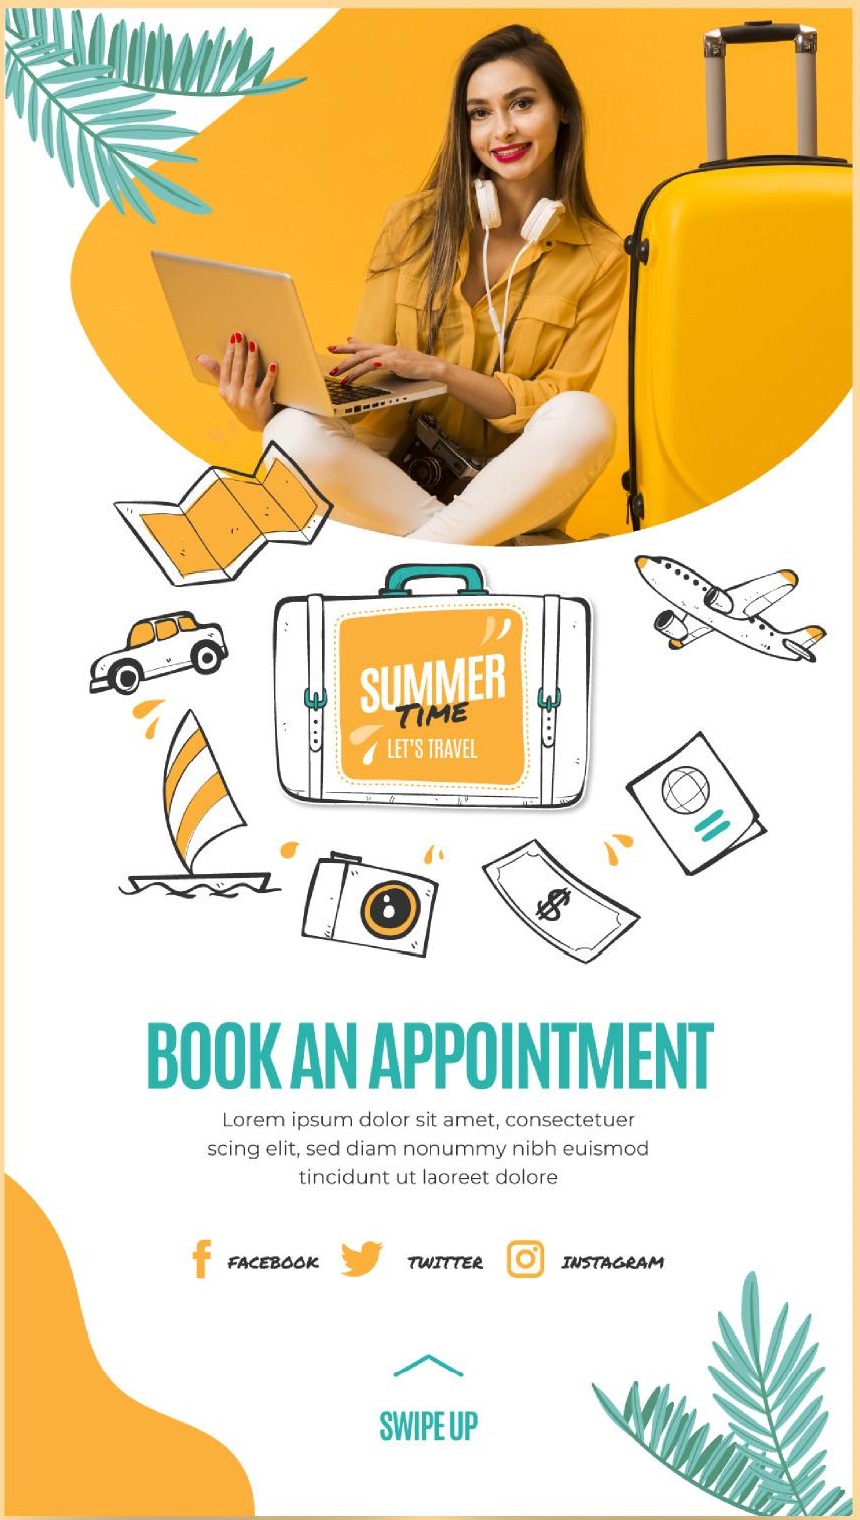 SUMMER
TIME
LET'S TRAVEL
$
BOOK AN APPOINTMENT
Lorem ipsum dolor sit amet, consectetuer
scing elit, sed diam nonummy nibh euismod
tincidunt ut laoreet dolore
FACEBOOK TWITTER INSTAGRAM
SWIPE UP